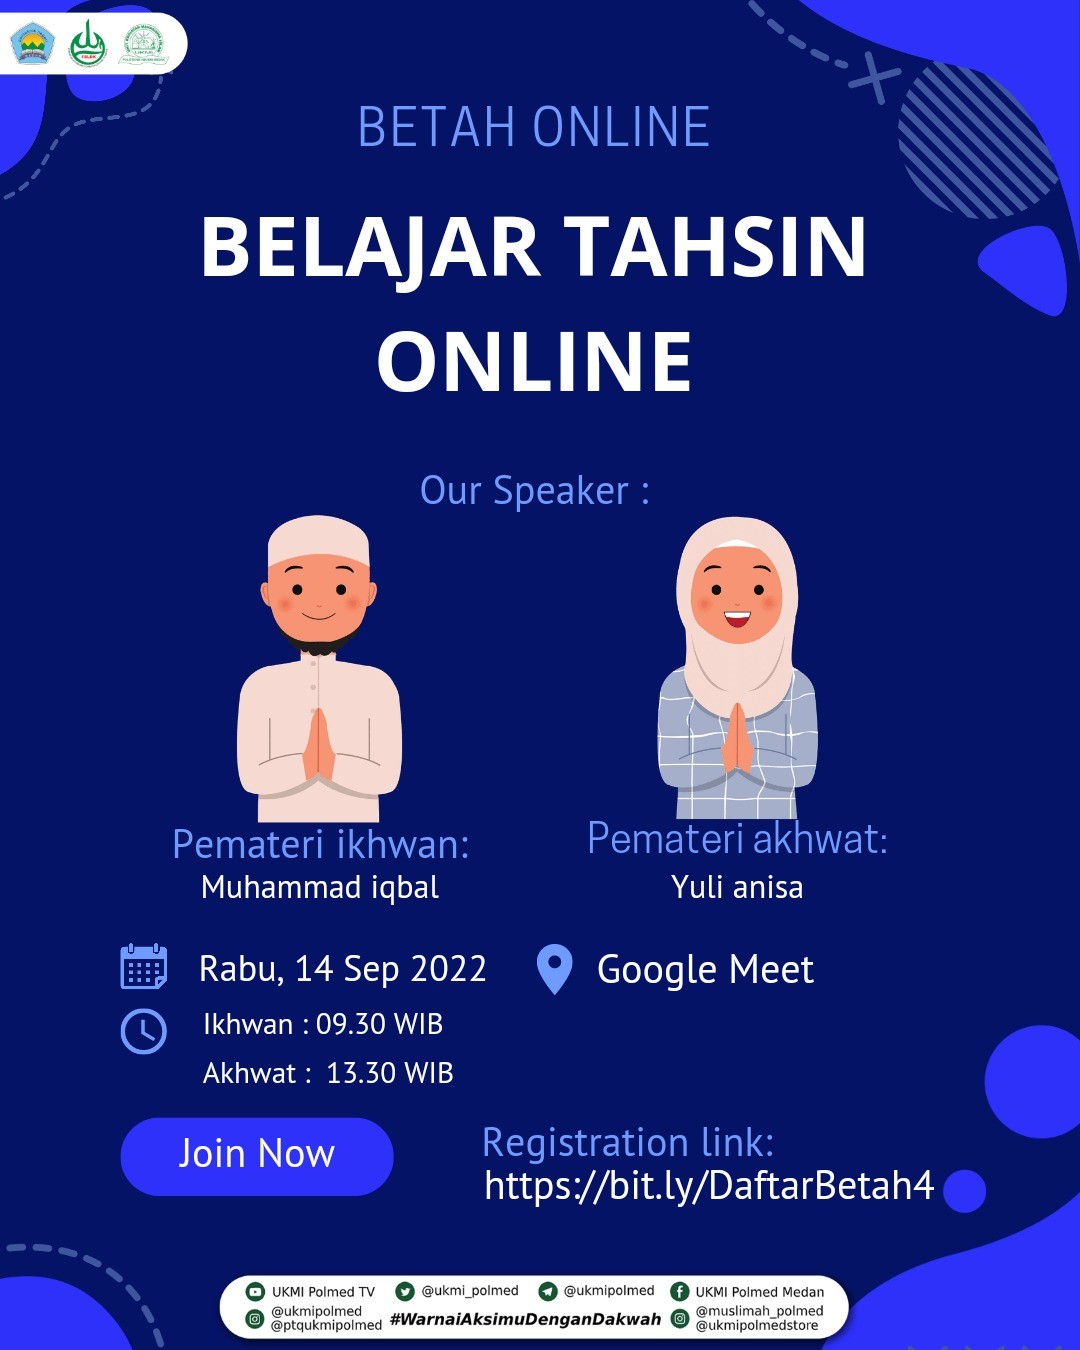 BETAH ONLINE
BELAJAR TAHSIN
ONLINE
Our Speaker :
Pemateri ikhwan:
Muhammad iqbal
Pemateri akhwat:
Yuli anisa
Rabu, 14 Sep 2022
Google Meet
Ikhwan : 09.30 WIB
Akhwat : 13.30 WIB
Join Now
Registration link:
https://bit.ly/DaftarBetah4
UKMI Polmed TV
@ukmi_polmed
@ukmipolmed
UKMI Polmed Medan
@ukmipolmed
@ptqukmipolmed
#WarnaiAksimuDenganDakwah
@muslimah_polmed
@ukmipolmedstore